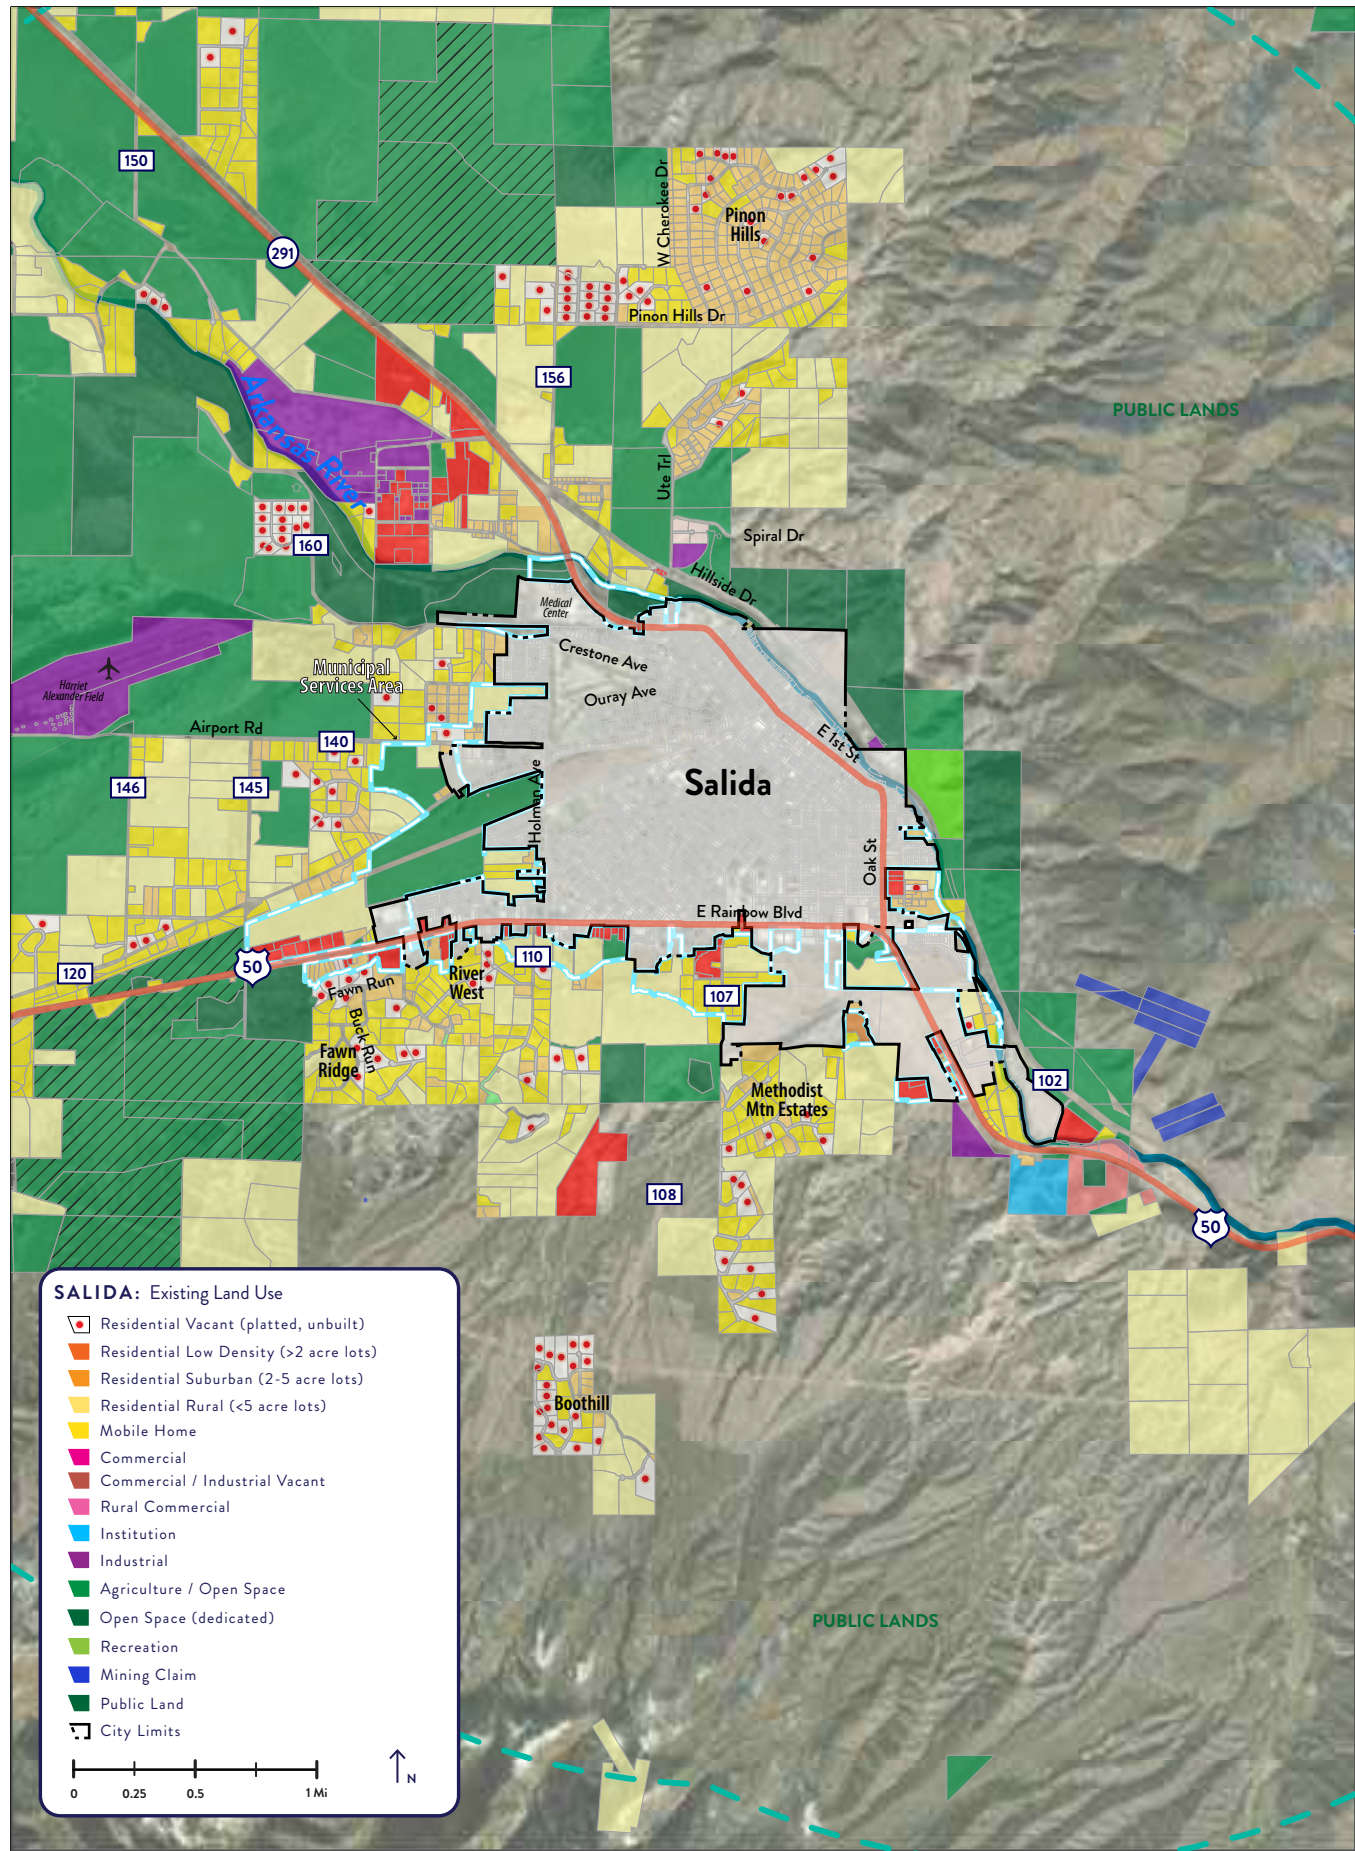 150
291
W Cherokee Dr
Pinon
Hills
Pinon Hills Dr
156
Arkansas River
PUBLIC LANDS
Ute Trl
Spiral Dr
160
Hillside Dr
Medical
Center
Crestone Ave
Municipal
Services Area
Ouray Ave
Harriet
Alexander Field
Airport Rd
140
E 1st St
146
145
Holman Ave
Salida
Oak St
E Rainbow Blvd
50
110
120
River
West
Fawn Run
107
Buck Run
Fawn
Ridge
102
Methodist
Mtn Estates
108
50
Boothill
PUBLIC LANDS
SALIDA: Existing Land Use
Residential Vacant (platted, unbuilt)
Residential Low Density (>2 acre lots)
Residential Suburban (2-5 acre lots)
Residential Rural (<5 acre lots)
Mobile Home
Commercial
Commercial / Industrial Vacant
Rural Commercial
Institution
Industrial
Agriculture / Open Space
Open Space (dedicated)
Recreation
Mining Claim
Public Land
City Limits
0 0.25 0.5 1 Mi
N